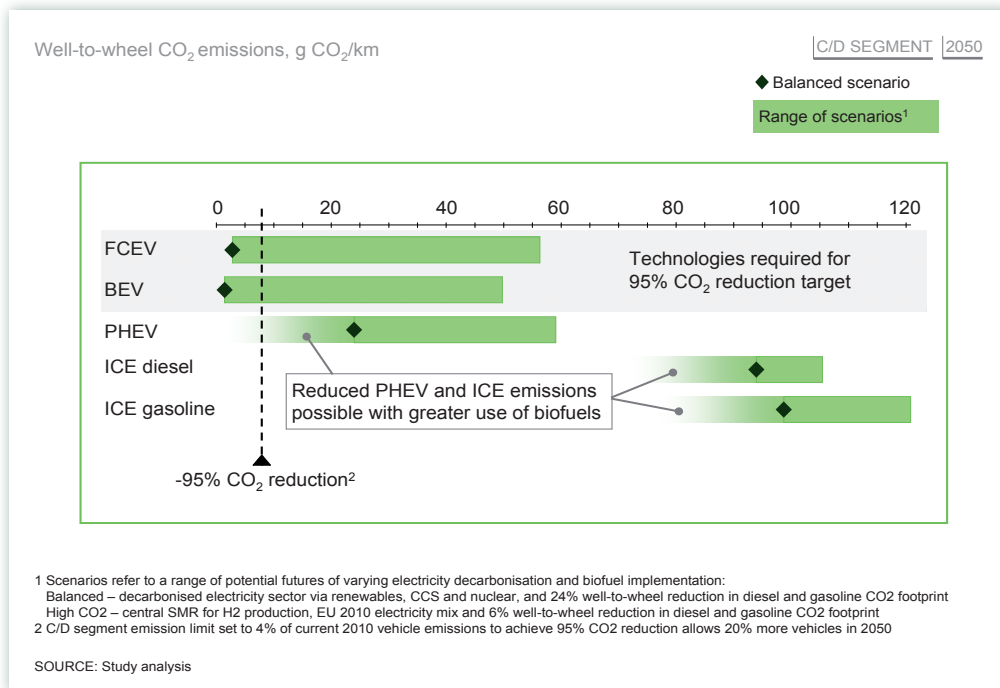 Well-to-wheel CO₂ emissions, g CO₂/km
C/D SEGMENT 2050
Balanced scenario
Range of scenarios¹
0 20 40 60 80 100 120
FCEV
BEV
Technologies required for
95% CO₂ reduction target
PHEV
ICE diesel
ICE gasoline
Reduced PHEV and ICE emissions
possible with greater use of biofuels
-95% CO₂ reduction²
1 Scenarios refer to a range of potential futures of varying electricity decarbonisation and biofuel implementation:
Balanced – decarbonised electricity sector via renewables, CCS and nuclear, and 24% well-to-wheel reduction in diesel and gasoline CO2 footprint
High CO2 – central SMR for H2 production, EU 2010 electricity mix and 6% well-to-wheel reduction in diesel and gasoline CO2 footprint
2 C/D segment emission limit set to 4% of current 2010 vehicle emissions to achieve 95% CO2 reduction allows 20% more vehicles in 2050
SOURCE: Study analysis